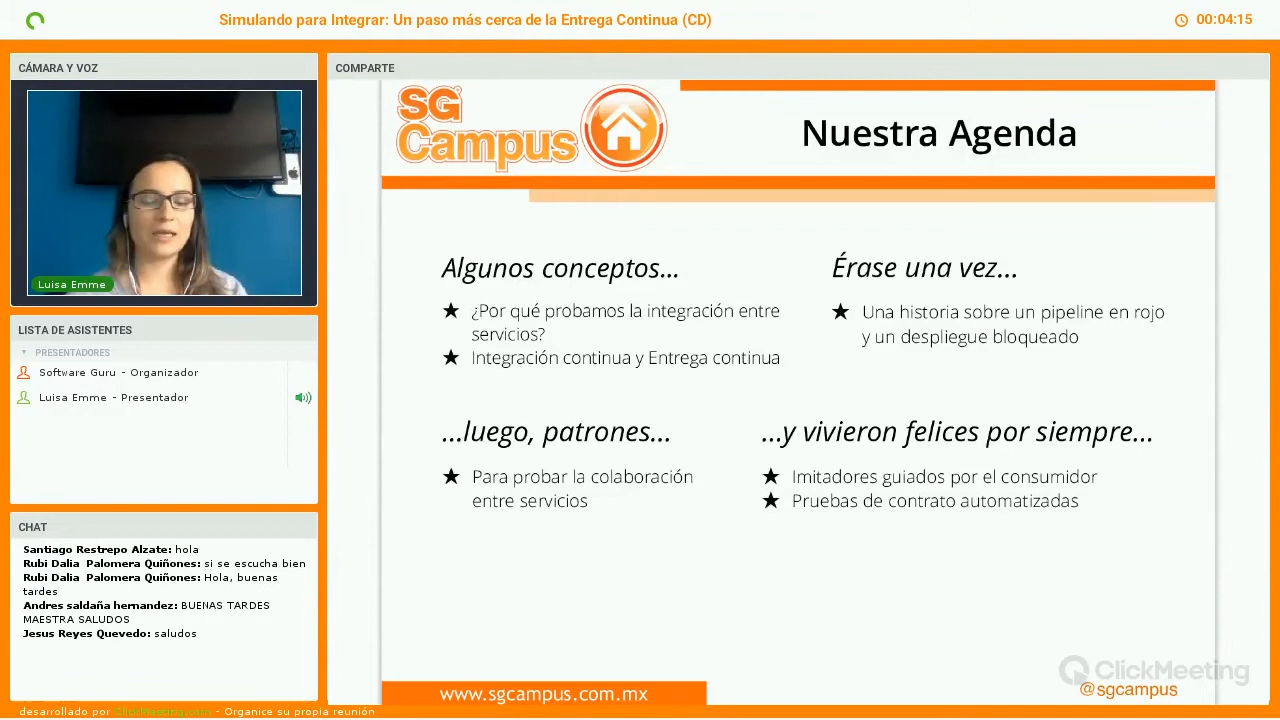 Simulando para Integrar: Un paso más cerca de la Entrega Continua (CD)
00:04:15
CÁMARA Y VOZ
Luisa Emme
LISTA DE ASISTENTES
PRESENTADORES
Software Guru - Organizador
Luisa Emme - Presentador
CHAT
Santiago Restrepo Alzate: hola
Rubi Dalia Palomera Quiñones: si se escucha bien
Rubi Dalia Palomera Quiñones: Hola, buenas
tardes
Andres saldaña hernandez: BUENAS TARDES
MAESTRA SALUDOS
Jesus Reyes Quevedo: saludos
COMPARTE
SG
Campus
Nuestra Agenda
Algunos conceptos...
★ ¿Por qué probamos la integración entre
servicios?
★ Integración continua y Entrega continua
Érase una vez...
★ Una historia sobre un pipeline en rojo
y un despliegue bloqueado
...luego, patrones...
★ Para probar la colaboración
entre servicios
...y vivieron felices por siempre...
★ Imitadores guiados por el consumidor
★ Pruebas de contrato automatizadas
ClickMeeting
www.sgcampus.com.mx
@sgcampus
desarrollado por ClickMeeting.com - Organice su propia reunión